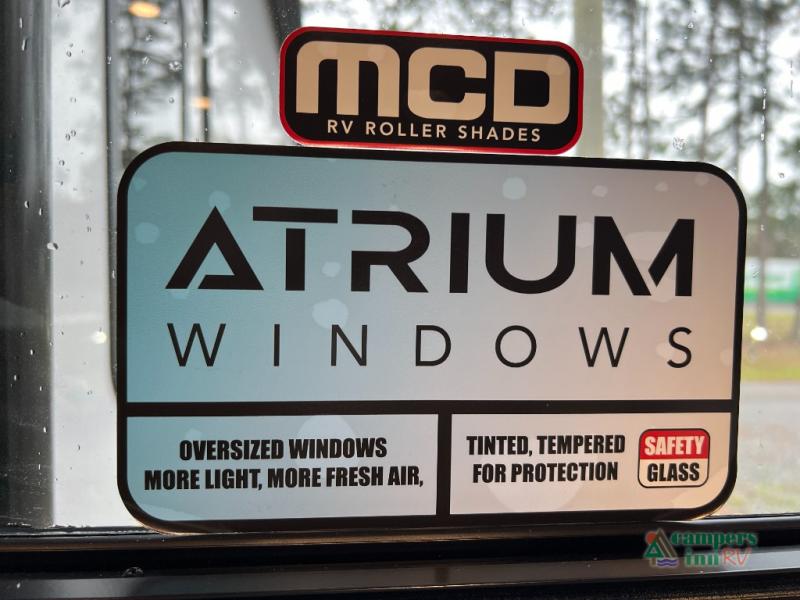 MCD
RV ROLLER SHADES
ATRIUM
WINDOWS
OVERSIZED WINDOWS
MORE LIGHT, MORE FRESH AIR,
TINTED, TEMPERED
FOR PROTECTION
SAFETY
GLASS
campers
inn RV